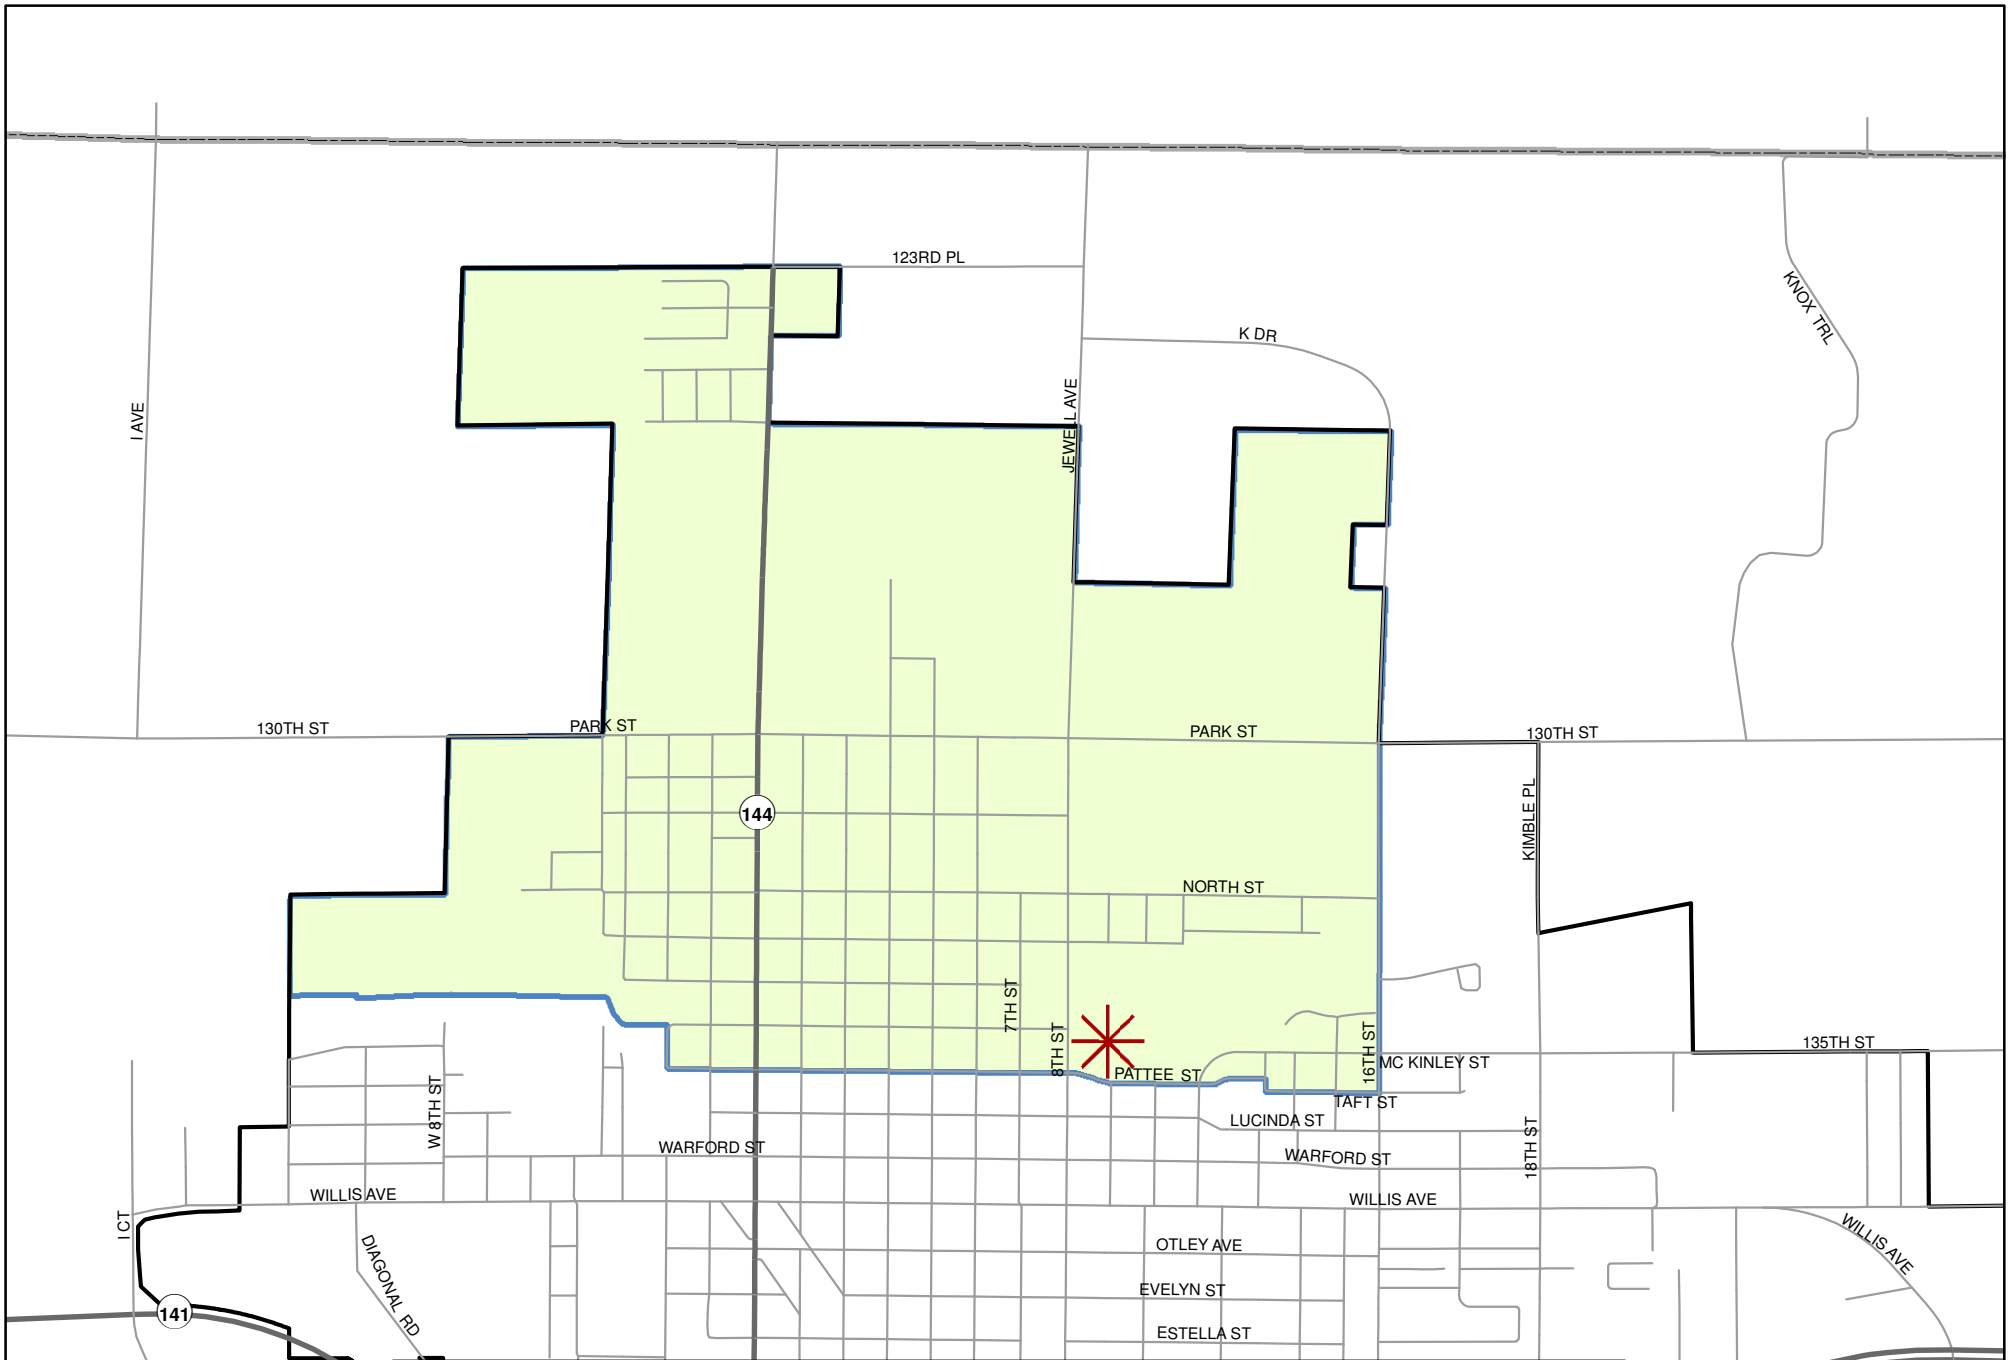 123RD PL
KNOX TRL
K DR
I AVE
JEWELL AVE
130TH ST
PARK ST
PARK ST
130TH ST
KIMBLE PL
144
NORTH ST
7TH ST
8TH ST
16TH ST
135TH ST
MC KINLEY ST
PATTEE ST
TAFT ST
W 8TH ST
LUCINDA ST
18TH ST
WARFORD ST
WARFORD ST
WILLIS AVE
WILLIS AVE
I CT
DIAGONAL RD
OTLEY AVE
WILLIS AVE
EVELYN ST
141
ESTELLA ST